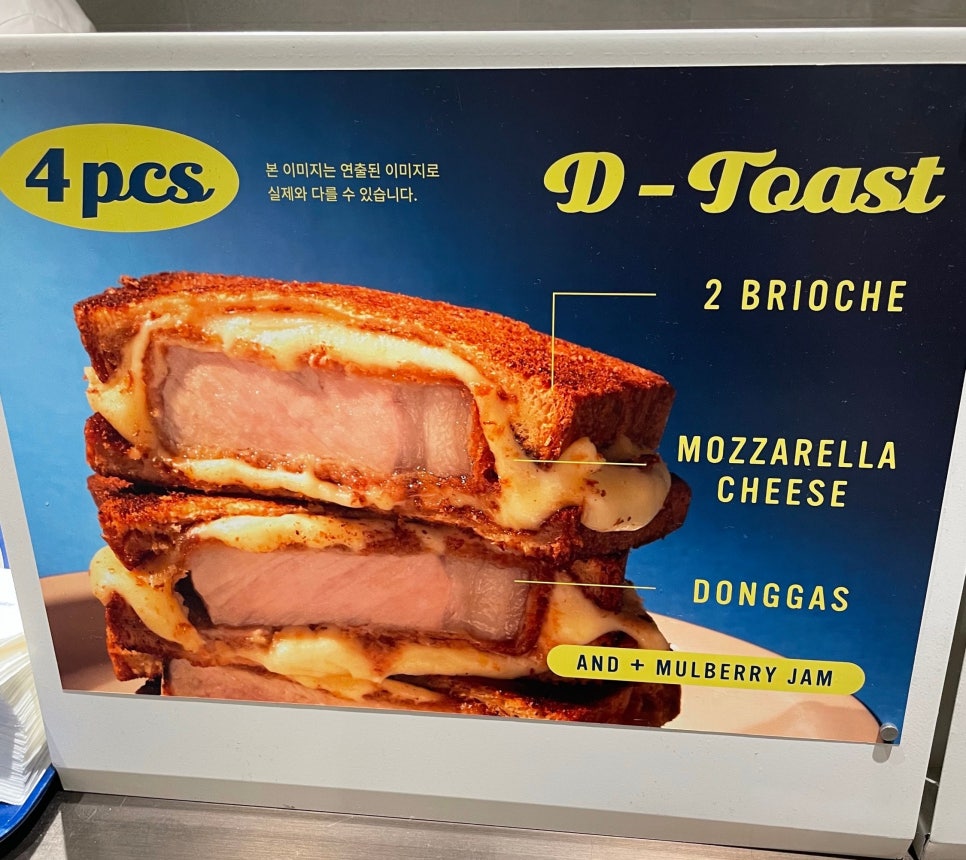 4pcs
본 이미지는 연출된 이미지로
실제와 다를 수 있습니다.
D-Toast
2 BRIOCHE
MOZZARELLA
CHEESE
DONGGAS
AND + MULBERRY JAM